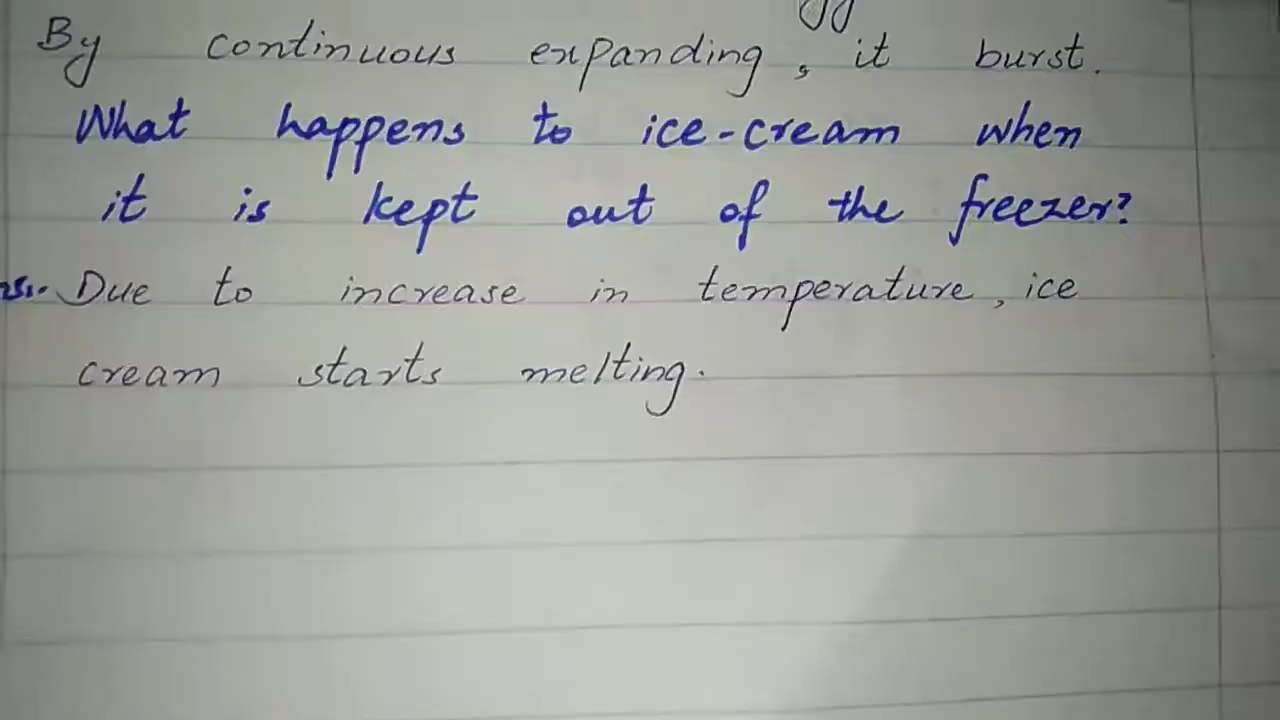 By continuous expanding, it burst.
What happens to ice-cream when
it is kept out of the freezer?
Due to increase in temperature, ice
cream starts melting.